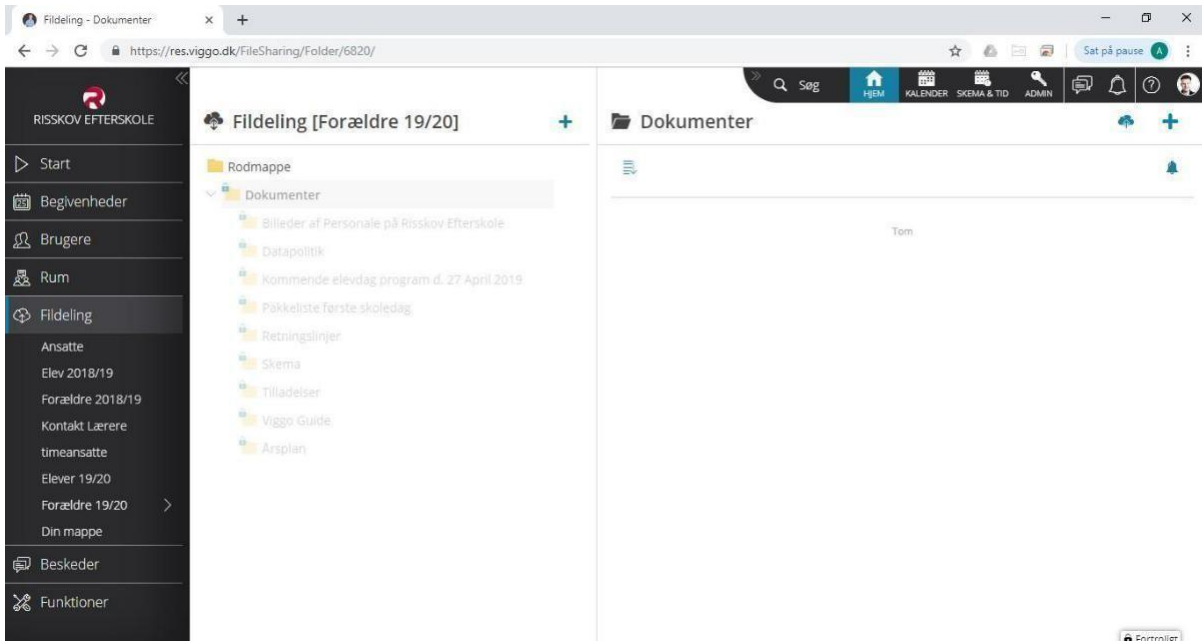 Fildeling - Dokumenter
https://res.viggo.dk/FileSharing/Folder/6820/
Sat på pause A
RISSKOV EFTERSKOLE
Start
Begivenheder
Brugere
Rum
Fildeling
Ansatte
Elev 2018/19
Forældre 2018/19
Kontakt Lærere
timeansatte
Elever 19/20
Forældre 19/20
Din mappe
Beskeder
Funktioner
Fildeling [Forældre 19/20]
Rodmappe
Dokumenter
Billeder af Personale på Risskov Efterskole
Datapolitik
Kommende elevdag program d. 27 April 2019
Pakkeliste første skoledag
Retningslinjer
Skema
Tilladelser
Viggo Guide
Årsplan
Søg
HJEM
KALENDER
SKEMA & TID
ADMIN
Dokumenter
Tom
Fortroligt